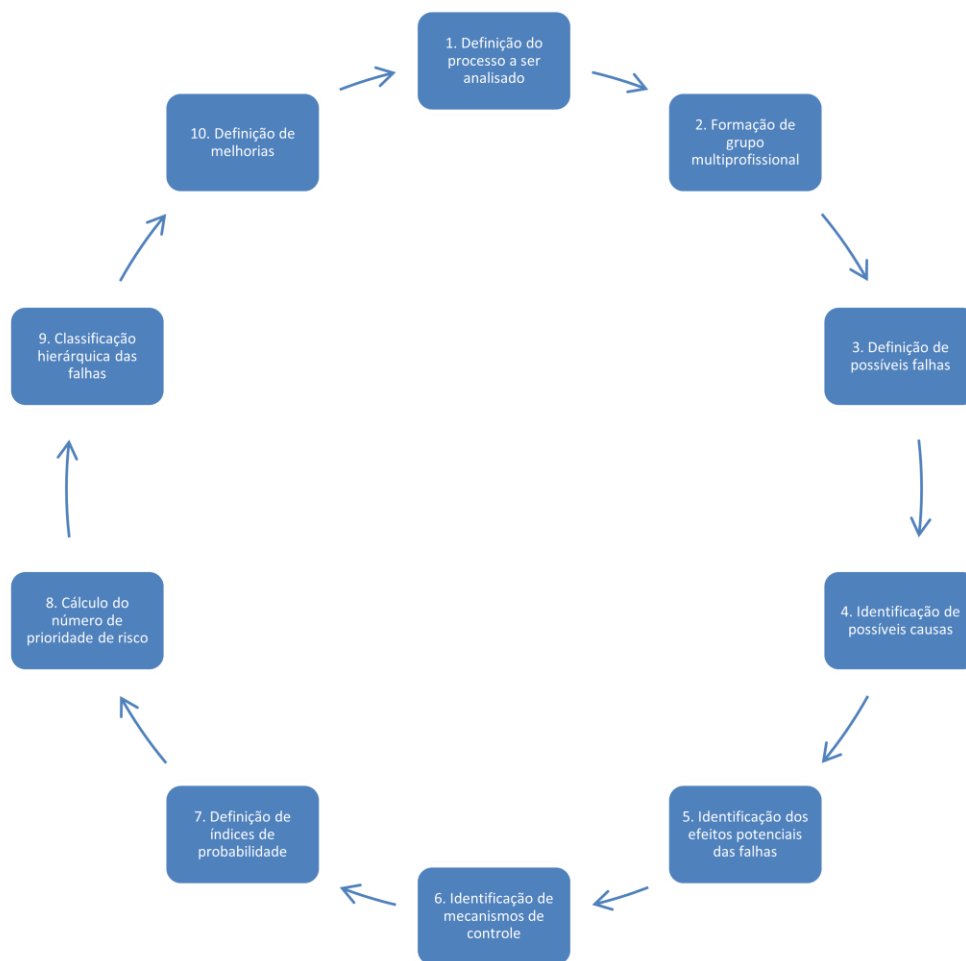 1. Definição do
processo a ser
analisado
2. Formação de
grupo
multiprofissional
3. Definição de
possíveis falhas
4. Identificação de
possíveis causas
5. Identificação dos
efeitos potenciais
das falhas
6. Identificação de
mecanismos de
controle
7. Definição de
índices de
probabilidade
8. Cálculo do
número de
prioridade de risco
9. Classificação
hierárquica das
falhas
10. Definição de
melhorias